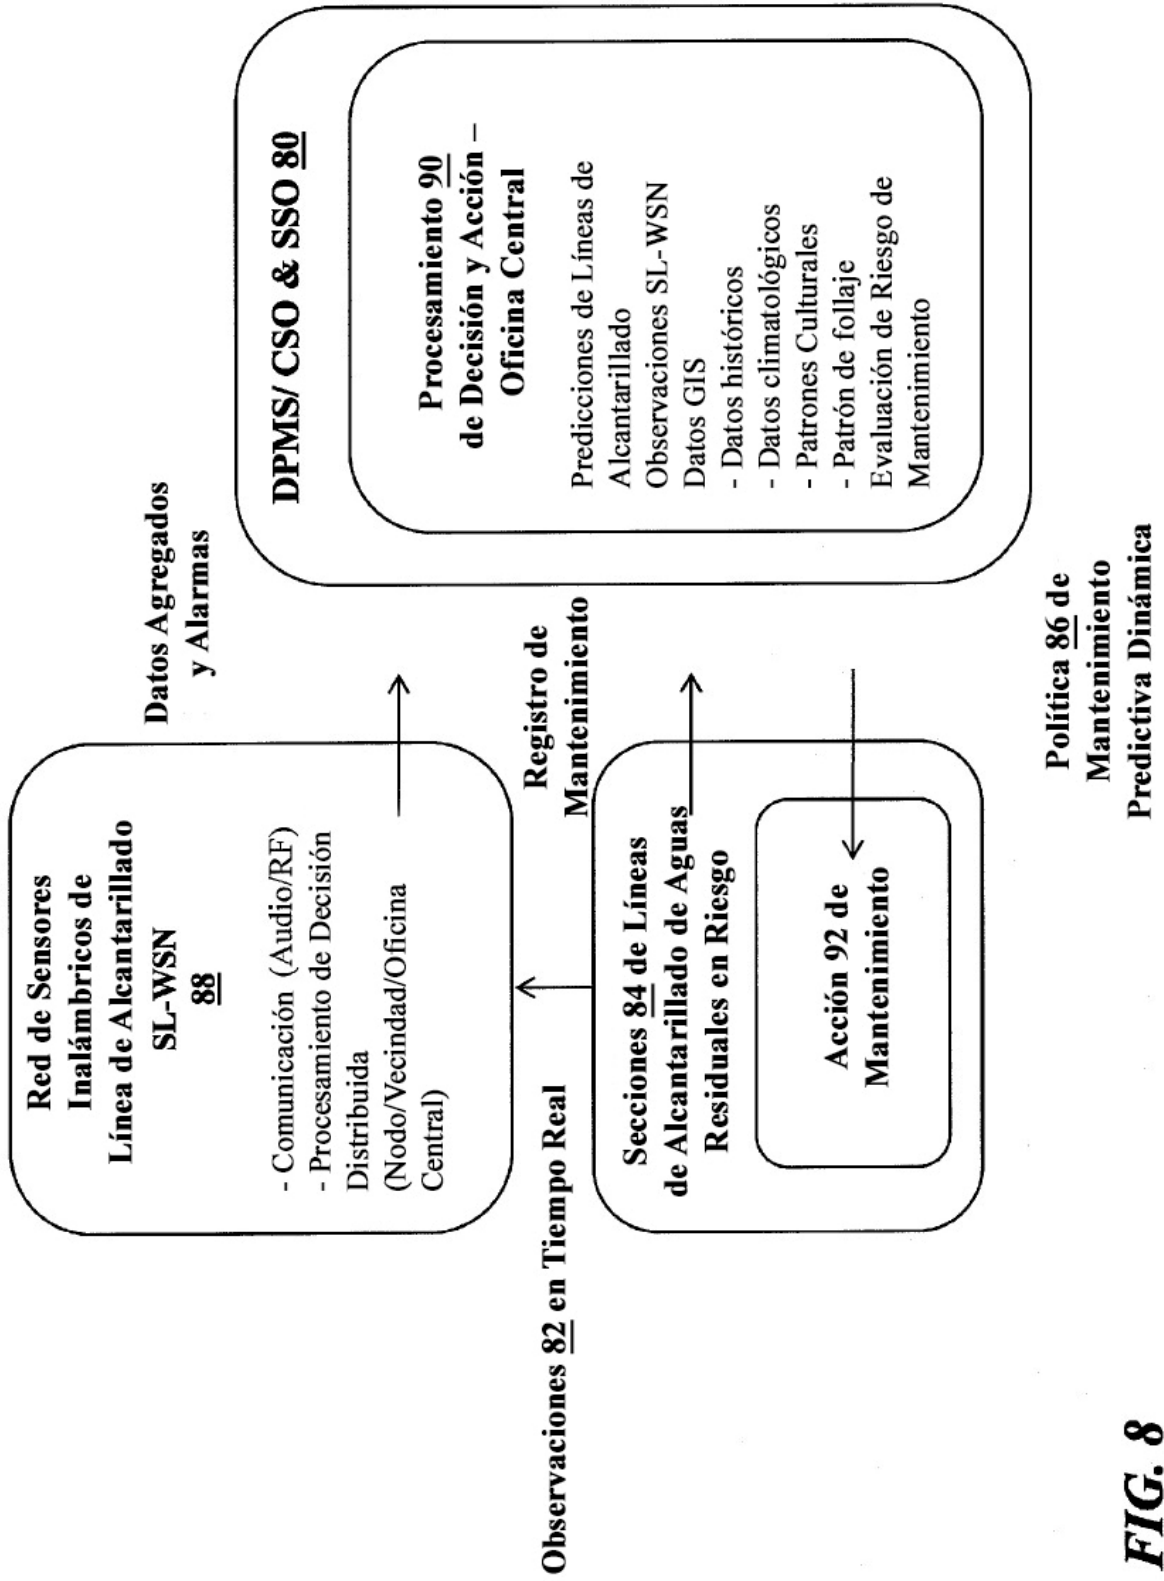 Red de Sensores
Inalámbricos de
Línea de Alcantarillado
SL-WSN
88
- Comunicación (Audio/RF)
- Procesamiento de Decisión
Distribuida
(Nodo/Vecindad/Oficina
Central)
Datos Agregados
y Alarmas
DPMS/ CSO & SSO 80
Procesamiento 90
de Decisión y Acción –
Oficina Central
Predicciones de Líneas de
Alcantarillado
Observaciones SL-WSN
Datos GIS
- Datos históricos
- Datos climatológicos
- Patrones Culturales
- Patrón de follaje
Evaluación de Riesgo de
Mantenimiento
Observaciones 82 en Tiempo Real
Registro de
Mantenimiento
Secciones 84 de Líneas
de Alcantarillado de Aguas
Residuales en Riesgo
Acción 92 de
Mantenimiento
Política 86 de
Mantenimiento
Predictiva Dinámica
FIG. 8